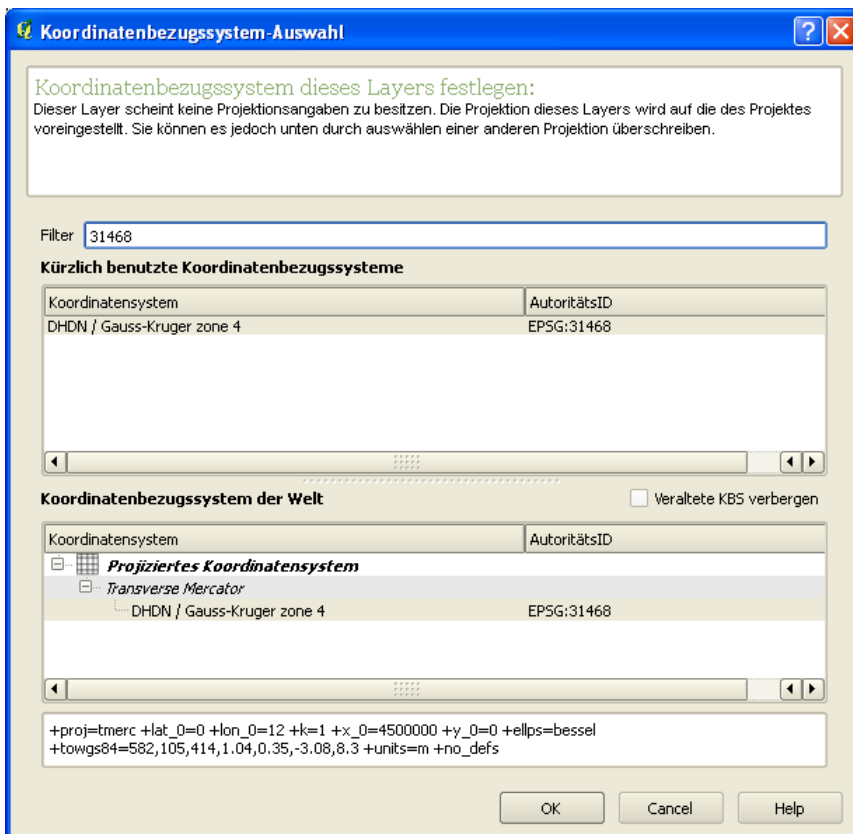 Koordinatenbezugssystem-Auswahl
Koordinatenbezugssystem dieses Layers festlegen:
Dieser Layer scheint keine Projektionsangaben zu besitzen. Die Projektion dieses Layers wird auf die des Projektes
voreingestellt. Sie können es jedoch unten durch auswählen einer anderen Projektion überschreiben.
Filter 31468
Kürzlich benutzte Koordinatenbezugssysteme
Koordinatensystem AutoritätsID
DHDN / Gauss-Kruger zone 4 EPSG:31468
Koordinatenbezugssystem der Welt Veraltete KBS verbergen
Koordinatensystem AutoritätsID
Projiziertes Koordinatensystem
Transverse Mercator
DHDN / Gauss-Kruger zone 4 EPSG:31468
+proj=tmerc +lat_0=0 +lon_0=12 +k=1 +x_0=4500000 +y_0=0 +ellps=bessel
+towgs84=582,105,414,1.04,0.35,-3.08,8.3 +units=m +no_defs
OK Cancel Help